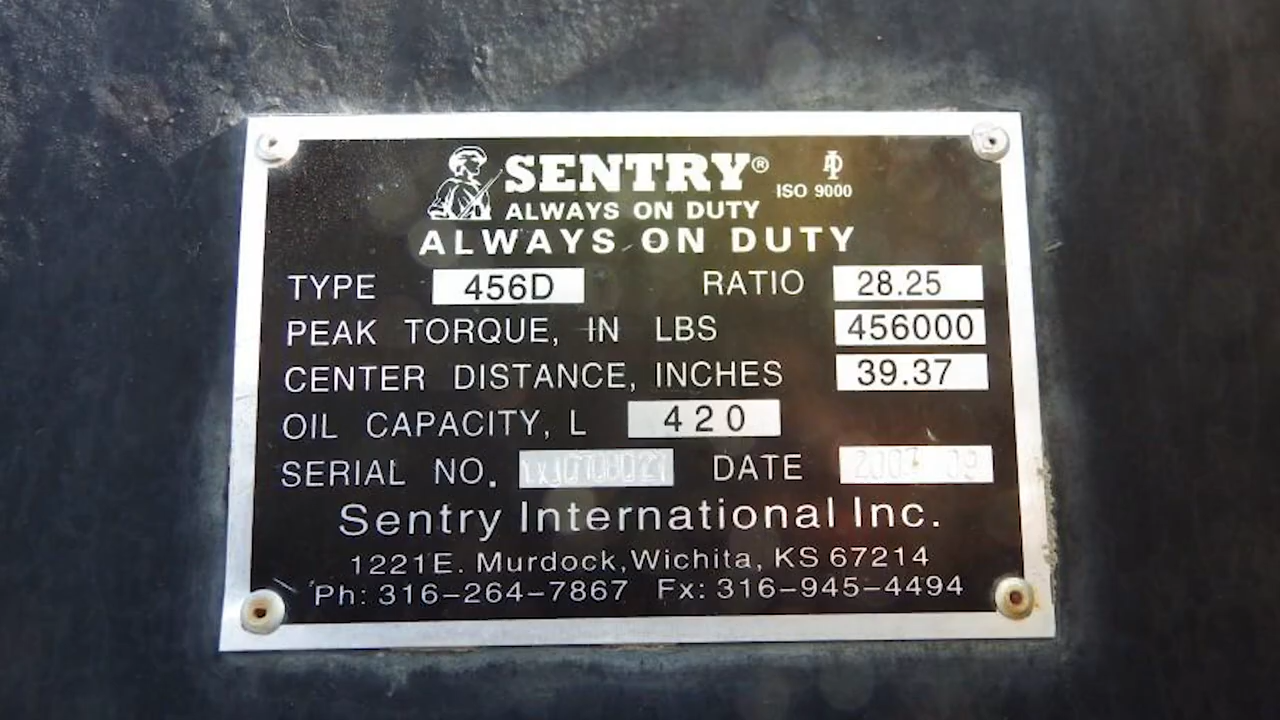 SENTRY® ISO 9000
ALWAYS ON DUTY
ALWAYS ON DUTY
TYPE 456D RATIO 28.25
PEAK TORQUE, IN LBS 456000
CENTER DISTANCE, INCHES 39.37
OIL CAPACITY, L 420
SERIAL NO. DATE
Sentry International Inc.
1221E. Murdock, Wichita, KS 67214
Ph: 316-264-7867 Fx: 316-945-4494